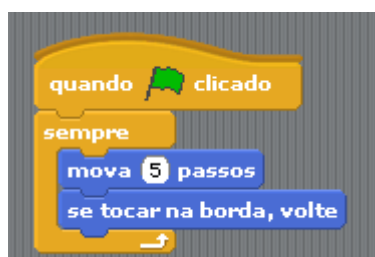 quando clicado
sempre
mova 5 passos
se tocar na borda, volte